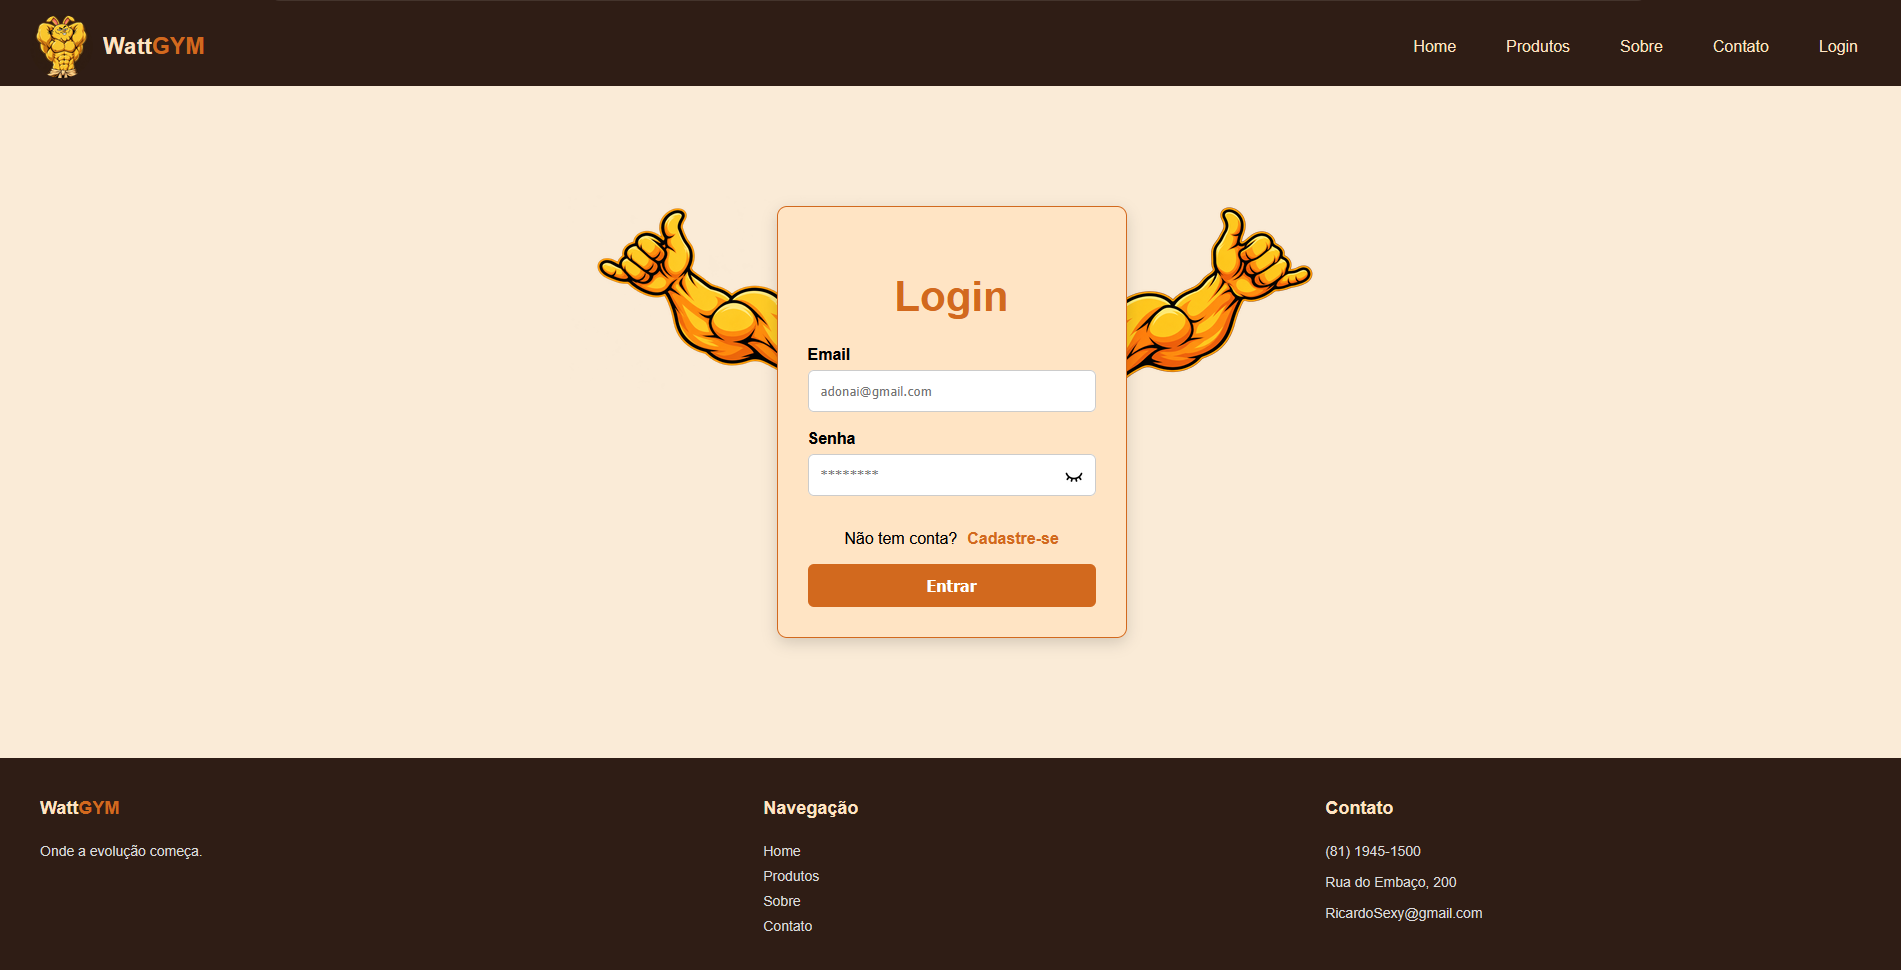 WattGYM
Home
Produtos
Sobre
Contato
Login
Login
Email
adonai@gmail.com
Senha
********
Não tem conta? Cadastre-se
Entrar
WattGYM
Onde a evolução começa.
Navegação
Home
Produtos
Sobre
Contato
Contato
(81) 1945-1500
Rua do Embaço, 200
RicardoSexy@gmail.com